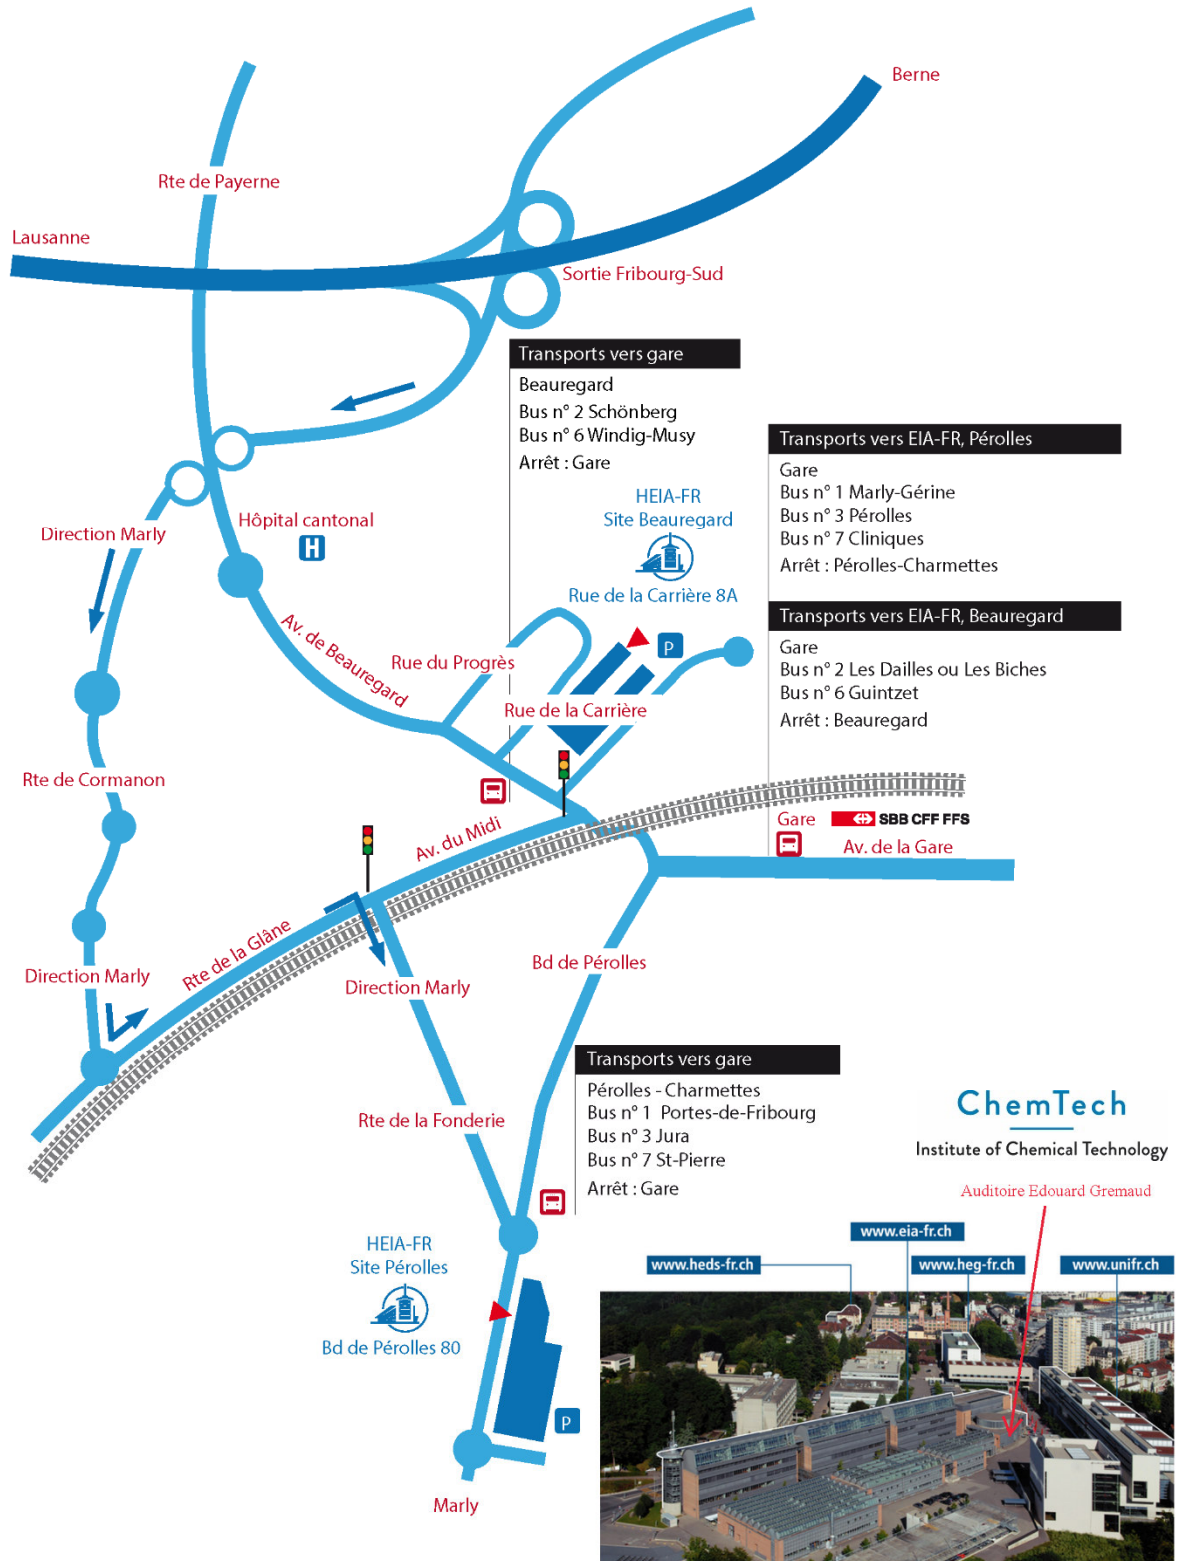 Berne
Rte de Payerne
Lausanne
Sortie Fribourg-Sud
Transports vers gare
Beauregard
Bus n° 2 Schönberg
Bus n° 6 Windig-Musy
Arrêt : Gare
Transports vers EIA-FR, Pérolles
Gare
Bus n° 1 Marly-Gérine
Bus n° 3 Pérolles
Bus n° 7 Cliniques
Arrêt : Pérolles-Charmettes
HEIA-FR
Site Beauregard
Rue de la Carrière 8A
Direction Marly
Hôpital cantonal
H
Transports vers EIA-FR, Beauregard
Gare
Bus n° 2 Les Dailles ou Les Biches
Bus n° 6 Guintzet
Arrêt : Beauregard
Av. de Beauregard
Rue du Progrès
P
Rue de la Carrière
Rte de Cormanon
Av. du Midi
Gare
SBB CFF FFS
Av. de la Gare
Rte de la Glâne
Direction Marly
Direction Marly
Bd de Pérolles
Transports vers gare
Pérolles - Charmettes
Bus n° 1 Portes-de-Fribourg
Bus n° 3 Jura
Bus n° 7 St-Pierre
Arrêt : Gare
Rte de la Fonderie
ChemTech
Institute of Chemical Technology
Auditoire Edouard Gremaud
HEIA-FR
Site Pérolles
Bd de Pérolles 80
www.eia-fr.ch
www.heds-fr.ch
www.heg-fr.ch
www.unifr.ch
P
Marly